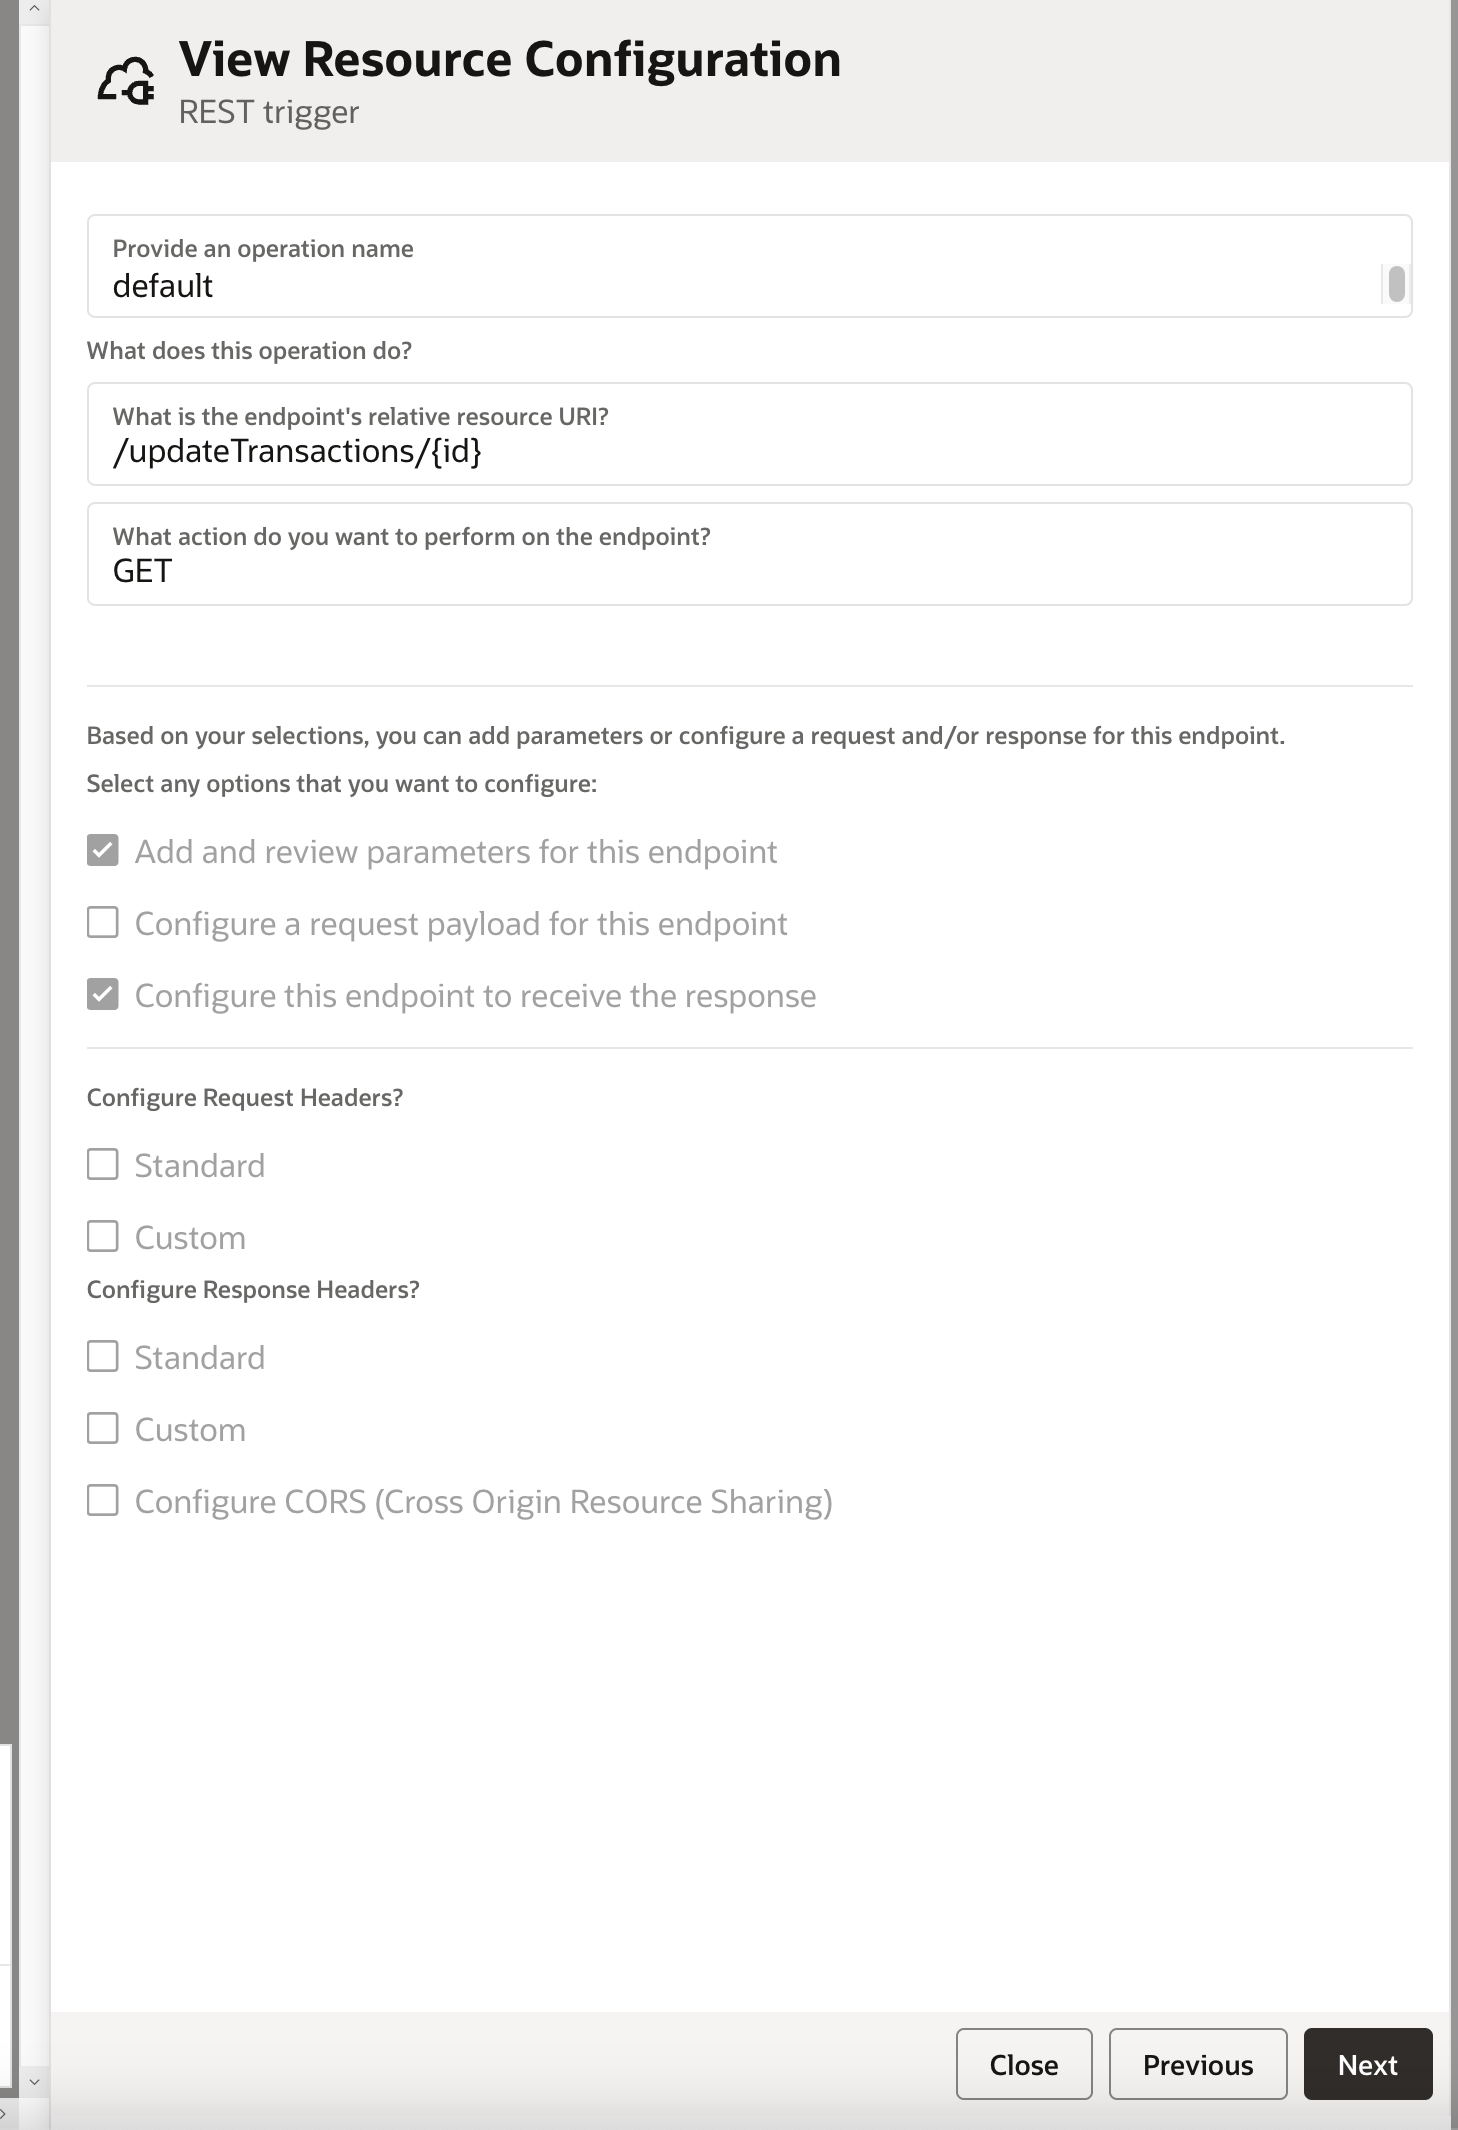 View Resource Configuration
REST trigger
Provide an operation name
default
What does this operation do?
What is the endpoint's relative resource URI?
/updateTransactions/{id}
What action do you want to perform on the endpoint?
GET
Based on your selections, you can add parameters or configure a request and/or response for this endpoint.
Select any options that you want to configure:
Add and review parameters for this endpoint
Configure a request payload for this endpoint
Configure this endpoint to receive the response
Configure Request Headers?
Standard
Custom
Configure Response Headers?
Standard
Custom
Configure CORS (Cross Origin Resource Sharing)
Close
Previous
Next